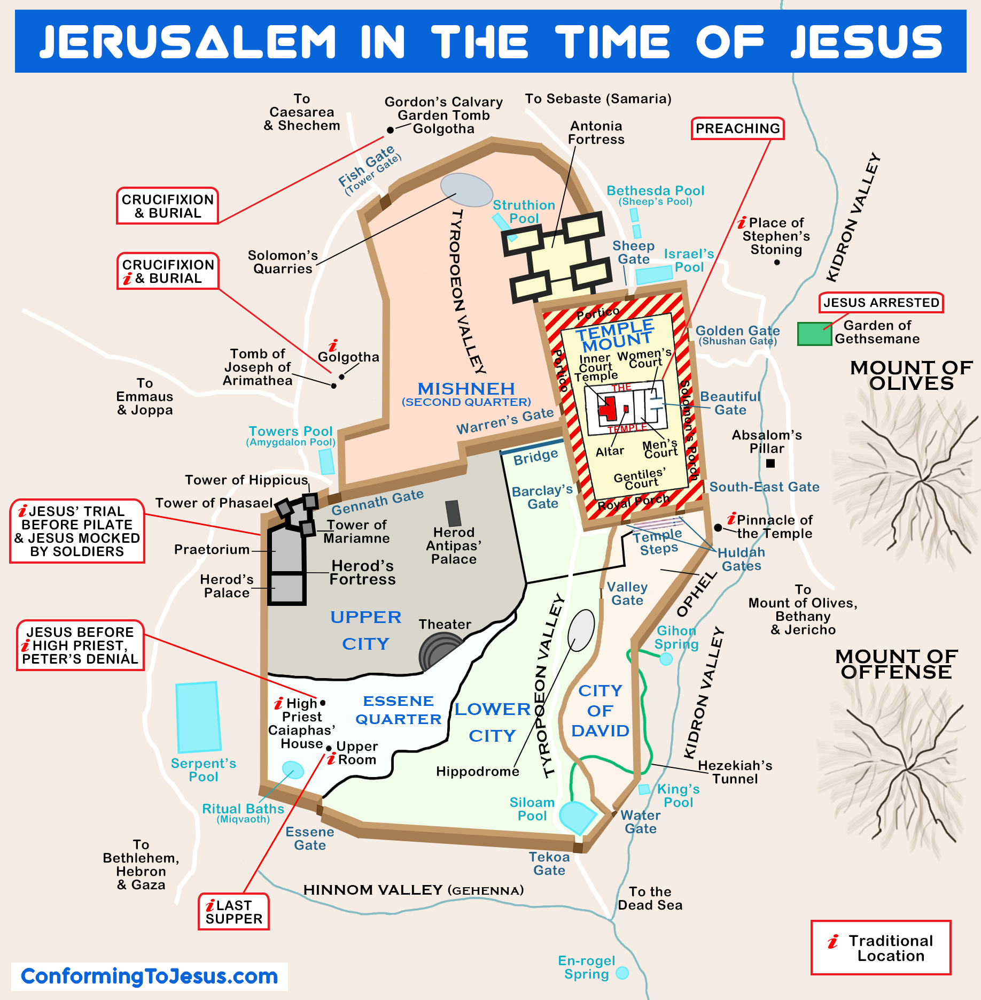 JERUSALEM IN THE TIME OF JESUS
To
Caesarea
& Shechem
Gordon's Calvary
Garden Tomb
Golgotha
To Sebaste (Samaria)
Antonia
Fortress
PREACHING
Fish Gate
(Tower Gate)
KIDRON VALLEY
CRUCIFIXION
& BURIAL
Bethesda Pool
(Sheep's Pool)
Struthion
Pool
TYROPOEON VALLEY
i Place of
Stephen's
Stoning
Solomon's
Quarries
Sheep
Gate
Israel's
Pool
CRUCIFIXION
i & BURIAL
JESUS ARRESTED
Garden of
Gethsemane
Portico
TEMPLE
MOUNT
Golden Gate
(Shushan Gate)
i
Golgotha
Tomb of
Joseph of
Arimathea
Portico
Inner
Court
Temple
Women's
Court
MOUNT OF
OLIVES
To
Emmaus
& Joppa
MISHNEH
(SECOND QUARTER)
THE
TEMPLE
Solomon's Porch
Beautiful
Gate
Warren's Gate
Towers Pool
(Amygdalon Pool)
Altar
Men's
Court
Absalom's
Pillar
Bridge
Gentiles'
Court
Tower of Hippicus
Tower of Phasael
Gennath Gate
Barclay's
Gate
South-East Gate
Royal Porch
i JESUS' TRIAL
BEFORE PILATE
& JESUS MOCKED
BY SOLDIERS
Tower of
Mariamne
Herod
Antipas'
Palace
Temple
Steps
i Pinnacle of
the Temple
Praetorium
Huldah
Gates
Herod's
Fortress
Herod's
Palace
Valley
Gate
OPHEL
To
Mount of Olives,
Bethany
& Jericho
UPPER
CITY
Theater
TYROPOEON VALLEY
Gihon
Spring
JESUS BEFORE
i HIGH PRIEST,
PETER'S DENIAL
KIDRON VALLEY
MOUNT OF
OFFENSE
i High
Priest
Caiaphas'
House
ESSENE
QUARTER
LOWER
CITY
CITY
OF
DAVID
Upper
i Room
Serpent's
Pool
Hippodrome
Hezekiah's
Tunnel
King's
Pool
Ritual Baths
(Miqvaoth)
Siloam
Pool
Water
Gate
Essene
Gate
Tekoa
Gate
To
Bethlehem,
Hebron
& Gaza
HINNOM VALLEY (GEHENNA)
To the
Dead Sea
i LAST
SUPPER
i Traditional
Location
En-rogel
Spring
ConformingToJesus.com